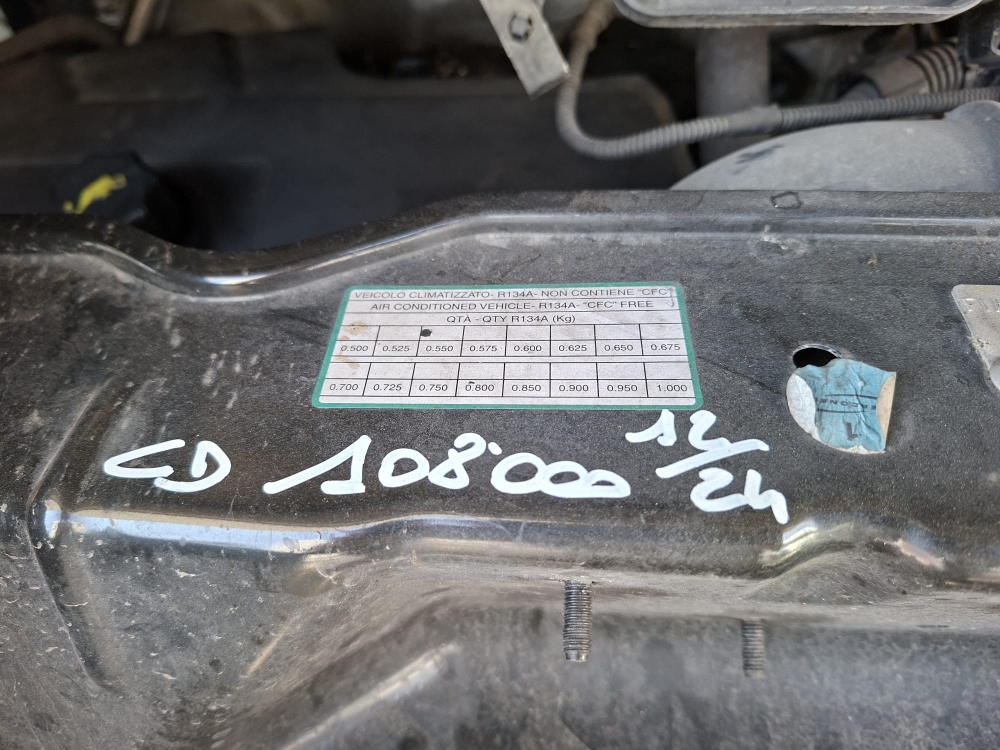 VEICOLO CLIMATIZZATO- R134A- NON CONTIENE "CFC"
AIR CONDITIONED VEHICLE- R134A- "CFC" FREE
QTA - QTY R134A (Kg)
0.500 0.525 0.550 0.575 0.600 0.625 0.650 0.675
0.700 0.725 0.750 0.800 0.850 0.900 0.950 1.000
CD 108'000 12/24